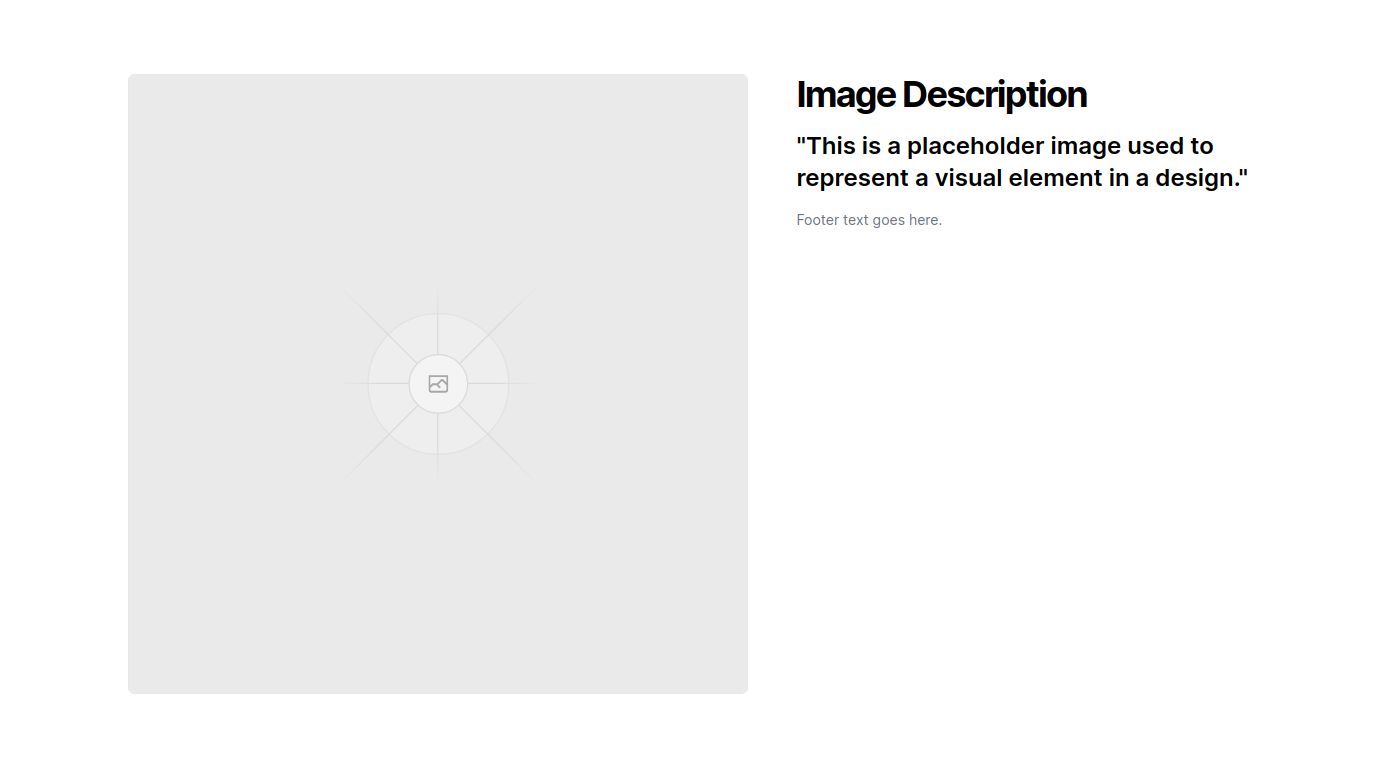 Image Description
"This is a placeholder image used to
represent a visual element in a design."
Footer text goes here.